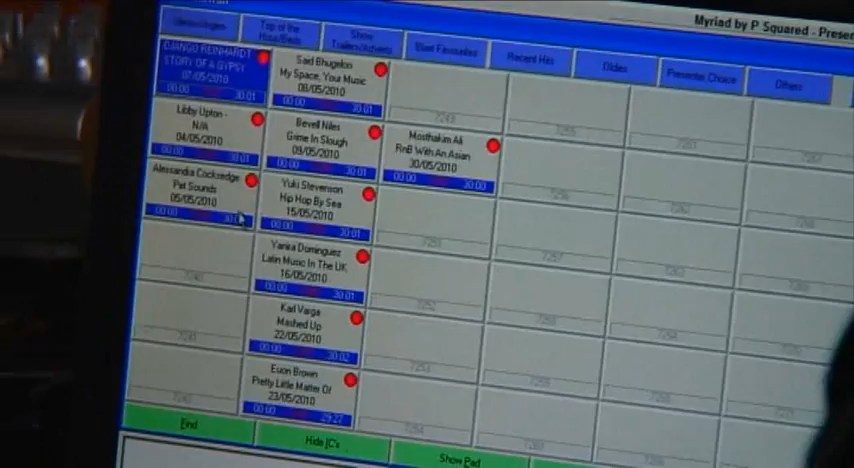 Myriad by P Squared - Presen
Top of the
Hour/Beds
Show
Trailers/Adverts
Start Favourites
Recent Hits
Oldies
Presenter Choice
Others
DJANGO REINHARDT
STORY OF A GYPSY
07/05/2010
00:00 30:01
Said Bhugelon
My Space, Your Music
08/05/2010
00:00 30:01
Libby Upton -
N/A
04/05/2010
00:00 30:01
Bevell Niles
Grime In Slough
09/05/2010
00:00 30:01
Mosthakim Ali
RnB With An Asian
30/05/2010
00:00 30:00
Alessandra Cocksedge
Pet Sounds
05/05/2010
00:00
Yuki Stevenson
Hip Hop By Sea
15/05/2010
00:00 30:01
Yanira Dominguez
Latin Music In The UK
16/05/2010
00:00 30:01
Karl Varga
Mashed Up
22/05/2010
00:00 30:02
Euon Brown
Pretty Little Matter Of
23/05/2010
00:00 29:27
Find
Hide JC's
Show Pad